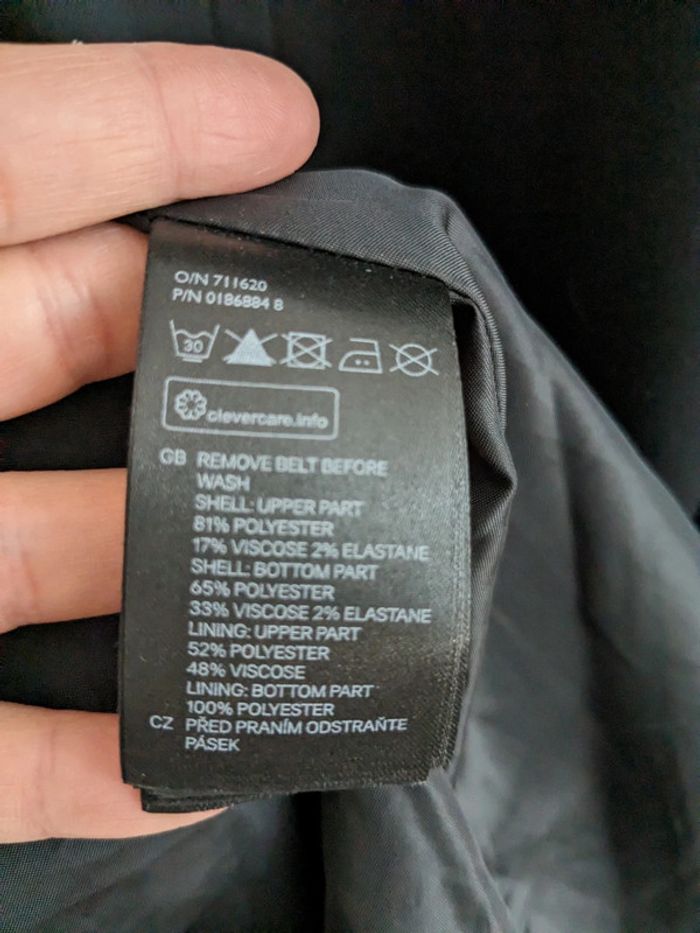 O/N 711620
P/N 0186884 8
30
clevercare.info
GB REMOVE BELT BEFORE
WASH
SHELL: UPPER PART
81% POLYESTER
17% VISCOSE 2% ELASTANE
SHELL: BOTTOM PART
65% POLYESTER
33% VISCOSE 2% ELASTANE
LINING: UPPER PART
52% POLYESTER
48% VISCOSE
LINING: BOTTOM PART
100% POLYESTER
CZ PŘED PRANÍM ODSTRAŇTE
PÁSEK